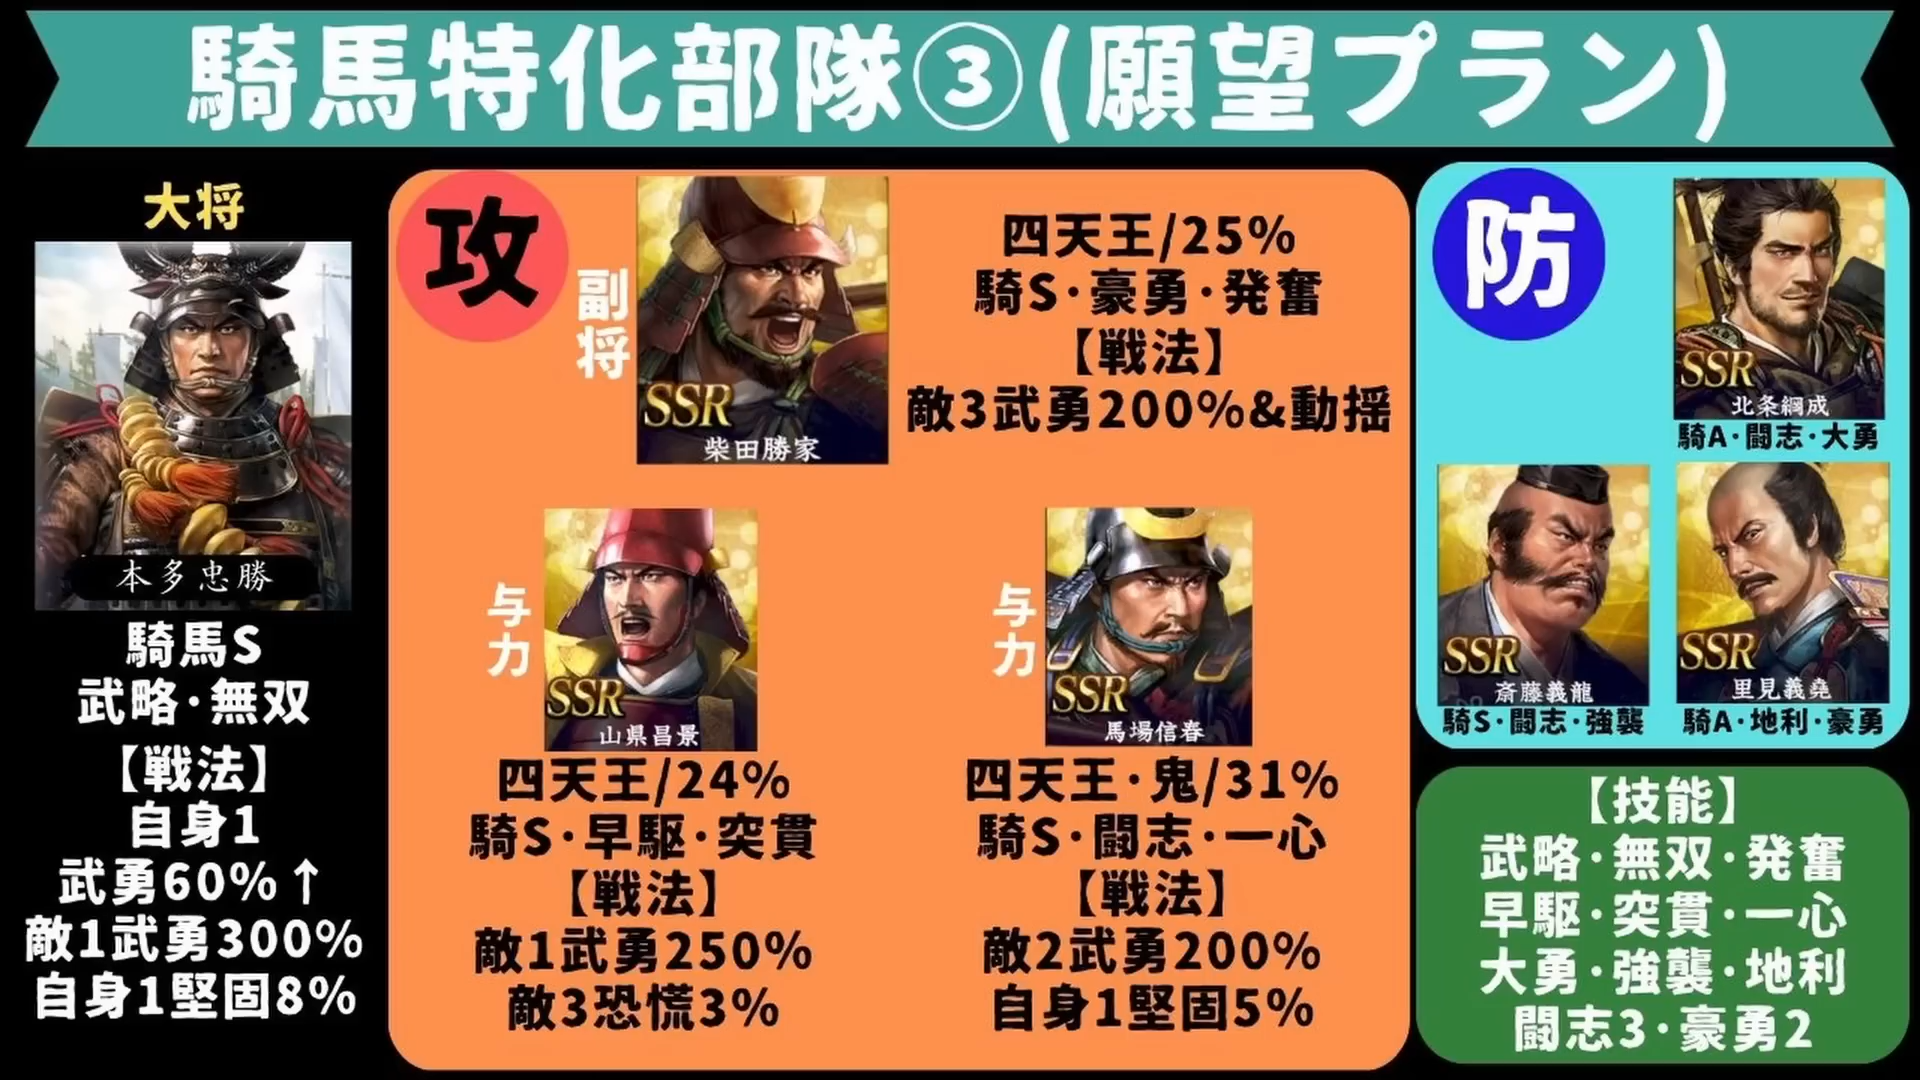 騎馬特化部隊③(願望プラン)
大将
本多忠勝
騎馬S
武略・無双
【戦法】
自身1
武勇60%↑
敵1武勇300%
自身1堅固8%
攻
副将
SSR
柴田勝家
四天王/25%
騎S・豪勇・発奮
【戦法】
敵3武勇200%&動揺
与力
SSR
山県昌景
四天王/24%
騎S・早駆・突貫
【戦法】
敵1武勇250%
敵3恐慌3%
与力
SSR
馬場信春
四天王・鬼/31%
騎S・闘志・一心
【戦法】
敵2武勇200%
自身1堅固5%
防
SSR
北条綱成
騎A・闘志・大勇
SSR
斎藤義龍
騎S・闘志・強襲
SSR
里見義堯
騎A・地利・豪勇
【技能】
武略・無双・発奮
早駆・突貫・一心
大勇・強襲・地利
闘志3・豪勇2